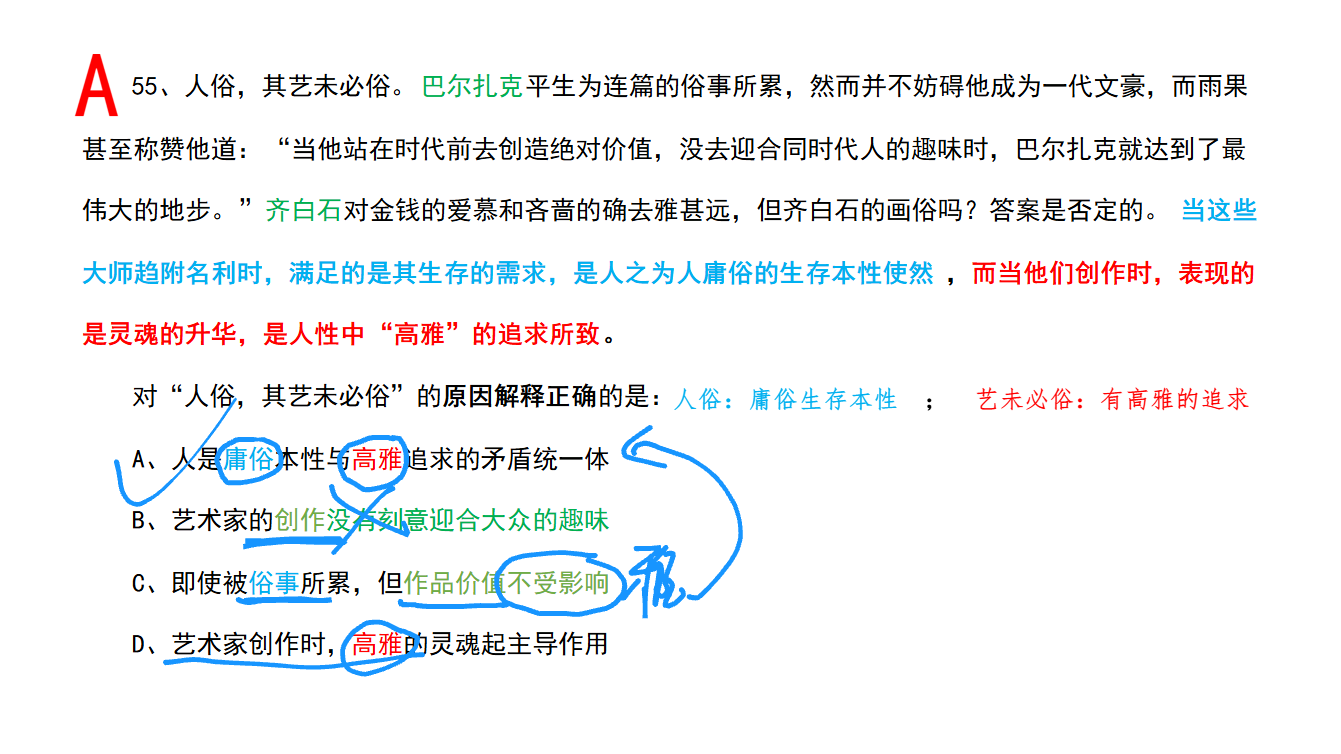 A 55、人俗，其艺未必俗。巴尔扎克平生为连篇的俗事所累，然而并不妨碍他成为一代文豪，而雨果
甚至称赞他道：“当他站在时代前去创造绝对价值，没去迎合同时代人的趣味时，巴尔扎克就达到了最
伟大的地步。”齐白石对金钱的爱慕和吝啬的确去雅甚远，但齐白石的画俗吗？答案是否定的。当这些
大师趋附名利时，满足的是其生存的需求，是人之为人庸俗的生存本性使然，而当他们创作时，表现的
是灵魂的升华，是人性中“高雅”的追求所致。
对“人俗，其艺未必俗”的原因解释正确的是：人俗：庸俗生存本性 ； 艺未必俗：有高雅的追求
A、人是庸俗本性与高雅追求的矛盾统一体
B、艺术家的创作没有刻意迎合大众的趣味
C、即使被俗事所累，但作品价值不受影响
D、艺术家创作时，高雅的灵魂起主导作用